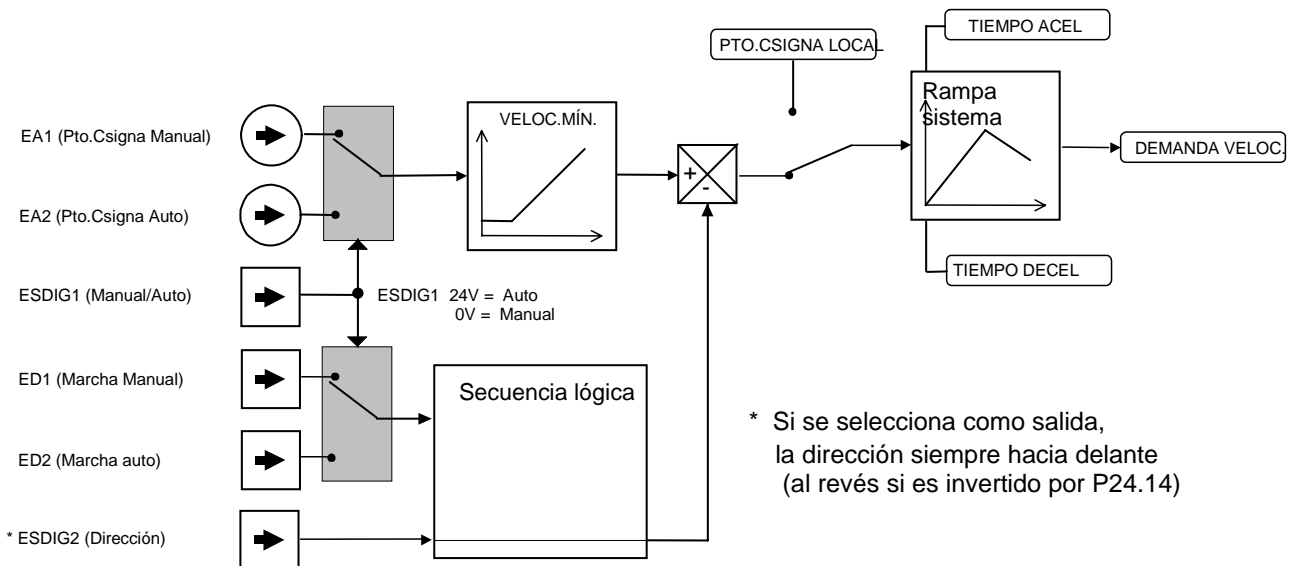 TIEMPO ACEL
PTO.CSIGNA LOCAL
Rampa
sistema
VELOC.MÍN.
EA1 (Pto.Csigna Manual)
+
-
DEMANDA VELOC.
EA2 (Pto.Csigna Auto)
TIEMPO DECEL
ESDIG1 (Manual/Auto)
ESDIG1 24V = Auto
0V = Manual
ED1 (Marcha Manual)
Secuencia lógica
* Si se selecciona como salida,
la dirección siempre hacia delante
(al revés si es invertido por P24.14)
ED2 (Marcha auto)
* ESDIG2 (Dirección)